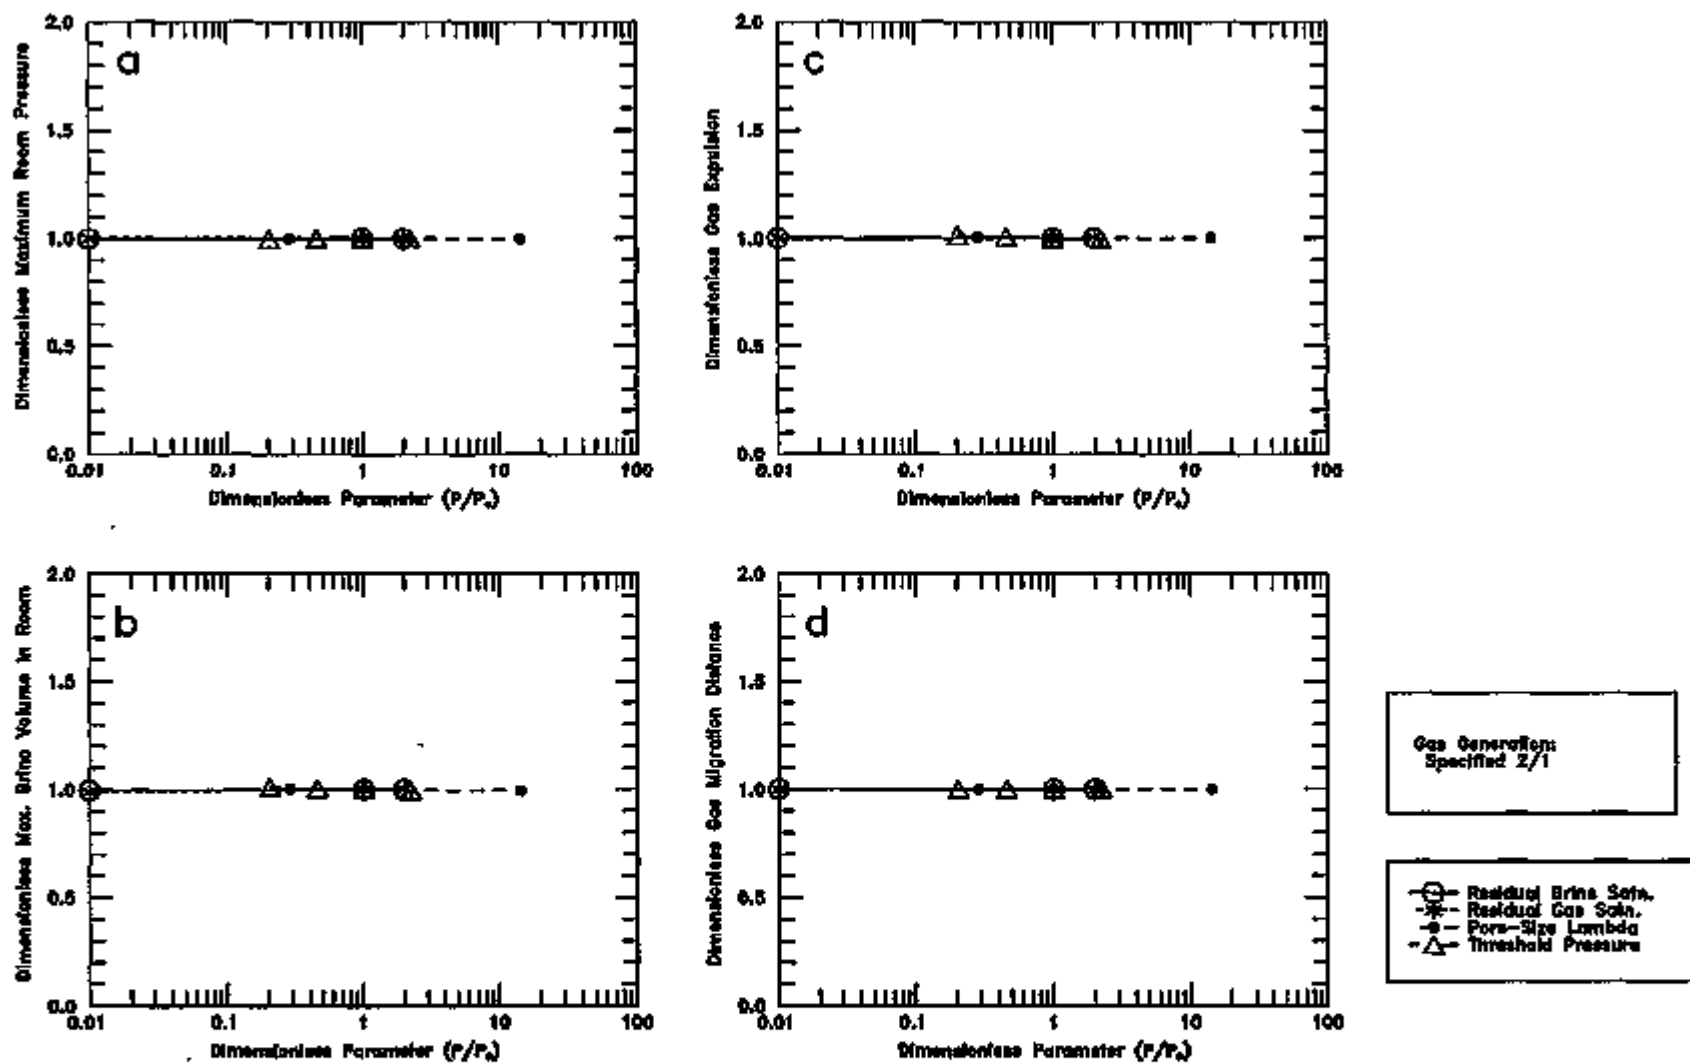 a
2.0
1.5
1.0
0.5
0.0
0.01 0.1 1 10 100
Dimensionless Maximum Room Pressure
Dimensionless Parameter (P/P
c
2.0
1.5
1.0
0.5
0.0
0.01 0.1 1 10 100
Dimensionless Gas Expulsion
Dimensionless Parameter (P/P
b
2.0
1.5
1.0
0.5
0.0
0.01 0.1 1 10 100
Dimensionless Max. Brine Volume in Room
Dimensionless Parameter (P/P
d
2.0
1.5
1.0
0.5
0.0
0.01 0.1 1 10 100
Dimensionless Gas Migration Distance
Dimensionless Parameter (P/P
Gas Generation:
Specified 2/1
Residual Brine Satn.
Residual Gas Satn.
Pore-Size Lambda
Threshold Pressure